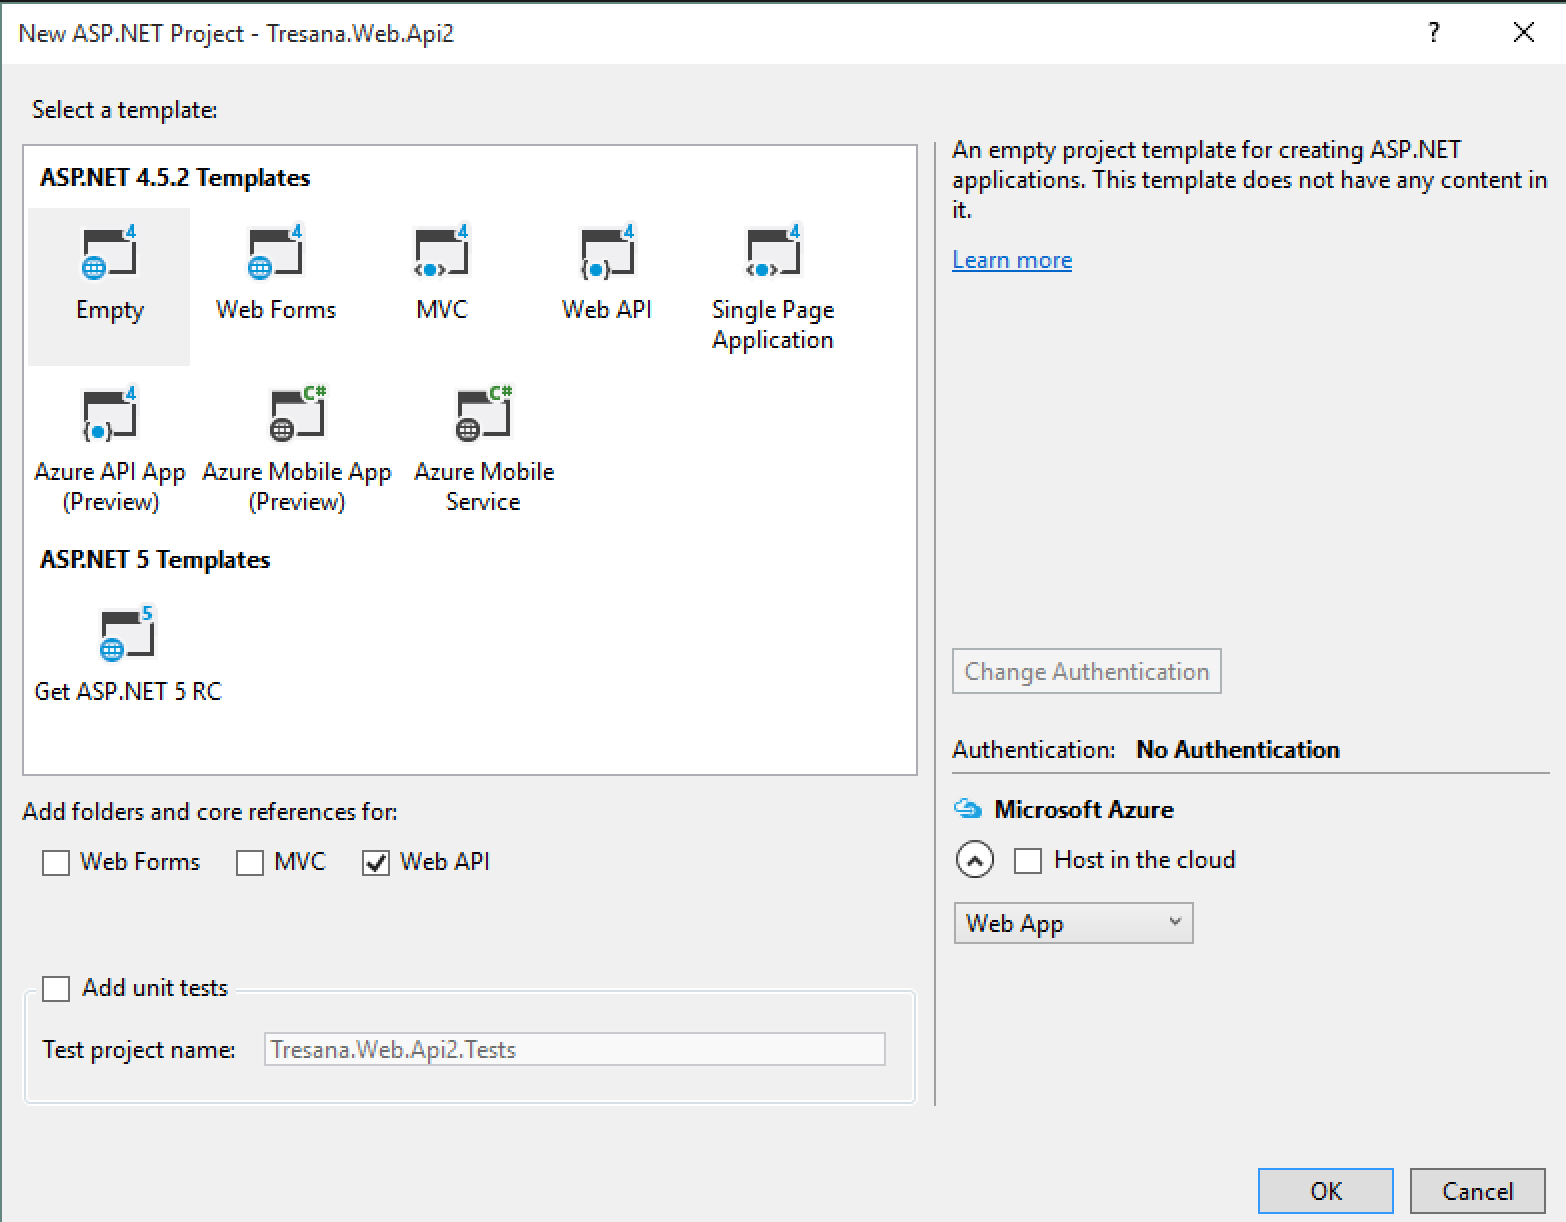 New ASP.NET Project - Tresana.Web.Api2
?
Select a template:
ASP.NET 4.5.2 Templates
4 4 4 4 4
Empty Web Forms MVC Web API Single Page
Application
4 C# C#
Azure API App Azure Mobile App Azure Mobile
(Preview) (Preview) Service
ASP.NET 5 Templates
5
Get ASP.NET 5 RC
Add folders and core references for:
Web Forms MVC Web API
Add unit tests
Test project name: Tresana.Web.Api2.Tests
An empty project template for creating ASP.NET
applications. This template does not have any content in
it.
Learn more
Change Authentication
Authentication: No Authentication
Microsoft Azure
Host in the cloud
Web App
OK Cancel